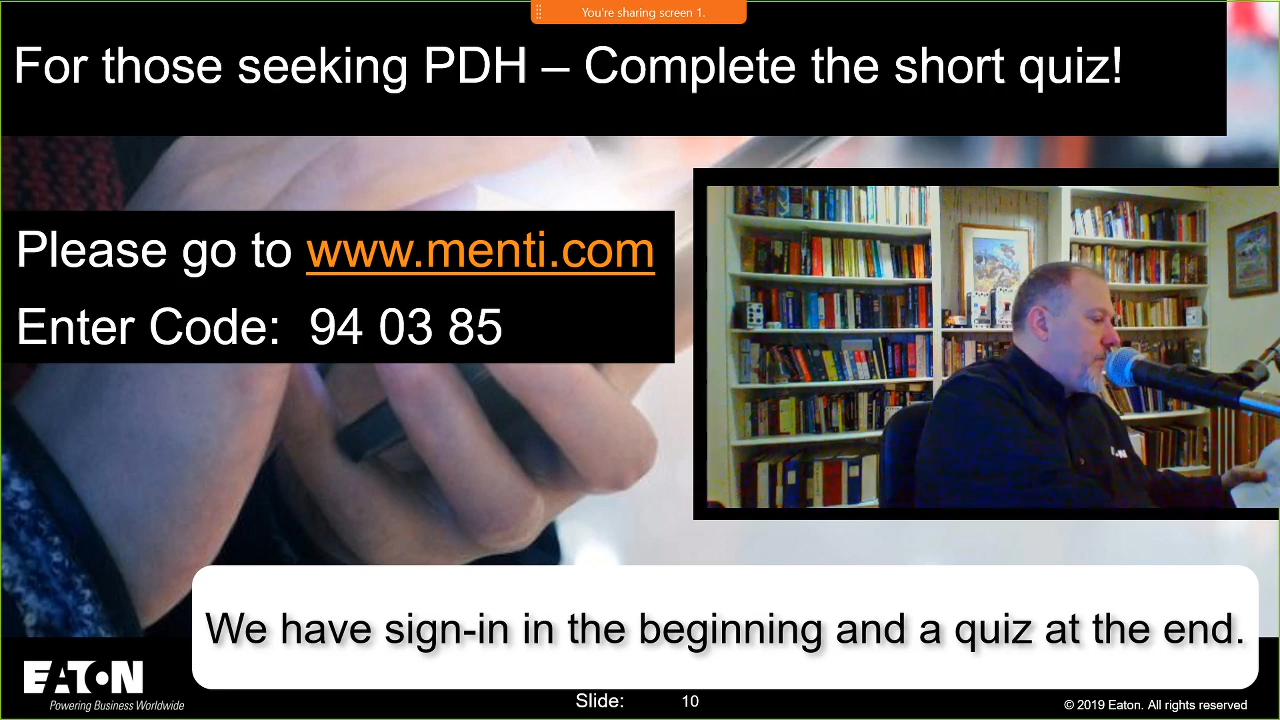 You're sharing screen 1.
For those seeking PDH – Complete the short quiz!
Please go to www.menti.com
Enter Code: 94 03 85
We have sign-in in the beginning and a quiz at the end.
EATON
Powering Business Worldwide
Slide: 10
© 2019 Eaton. All rights reserved